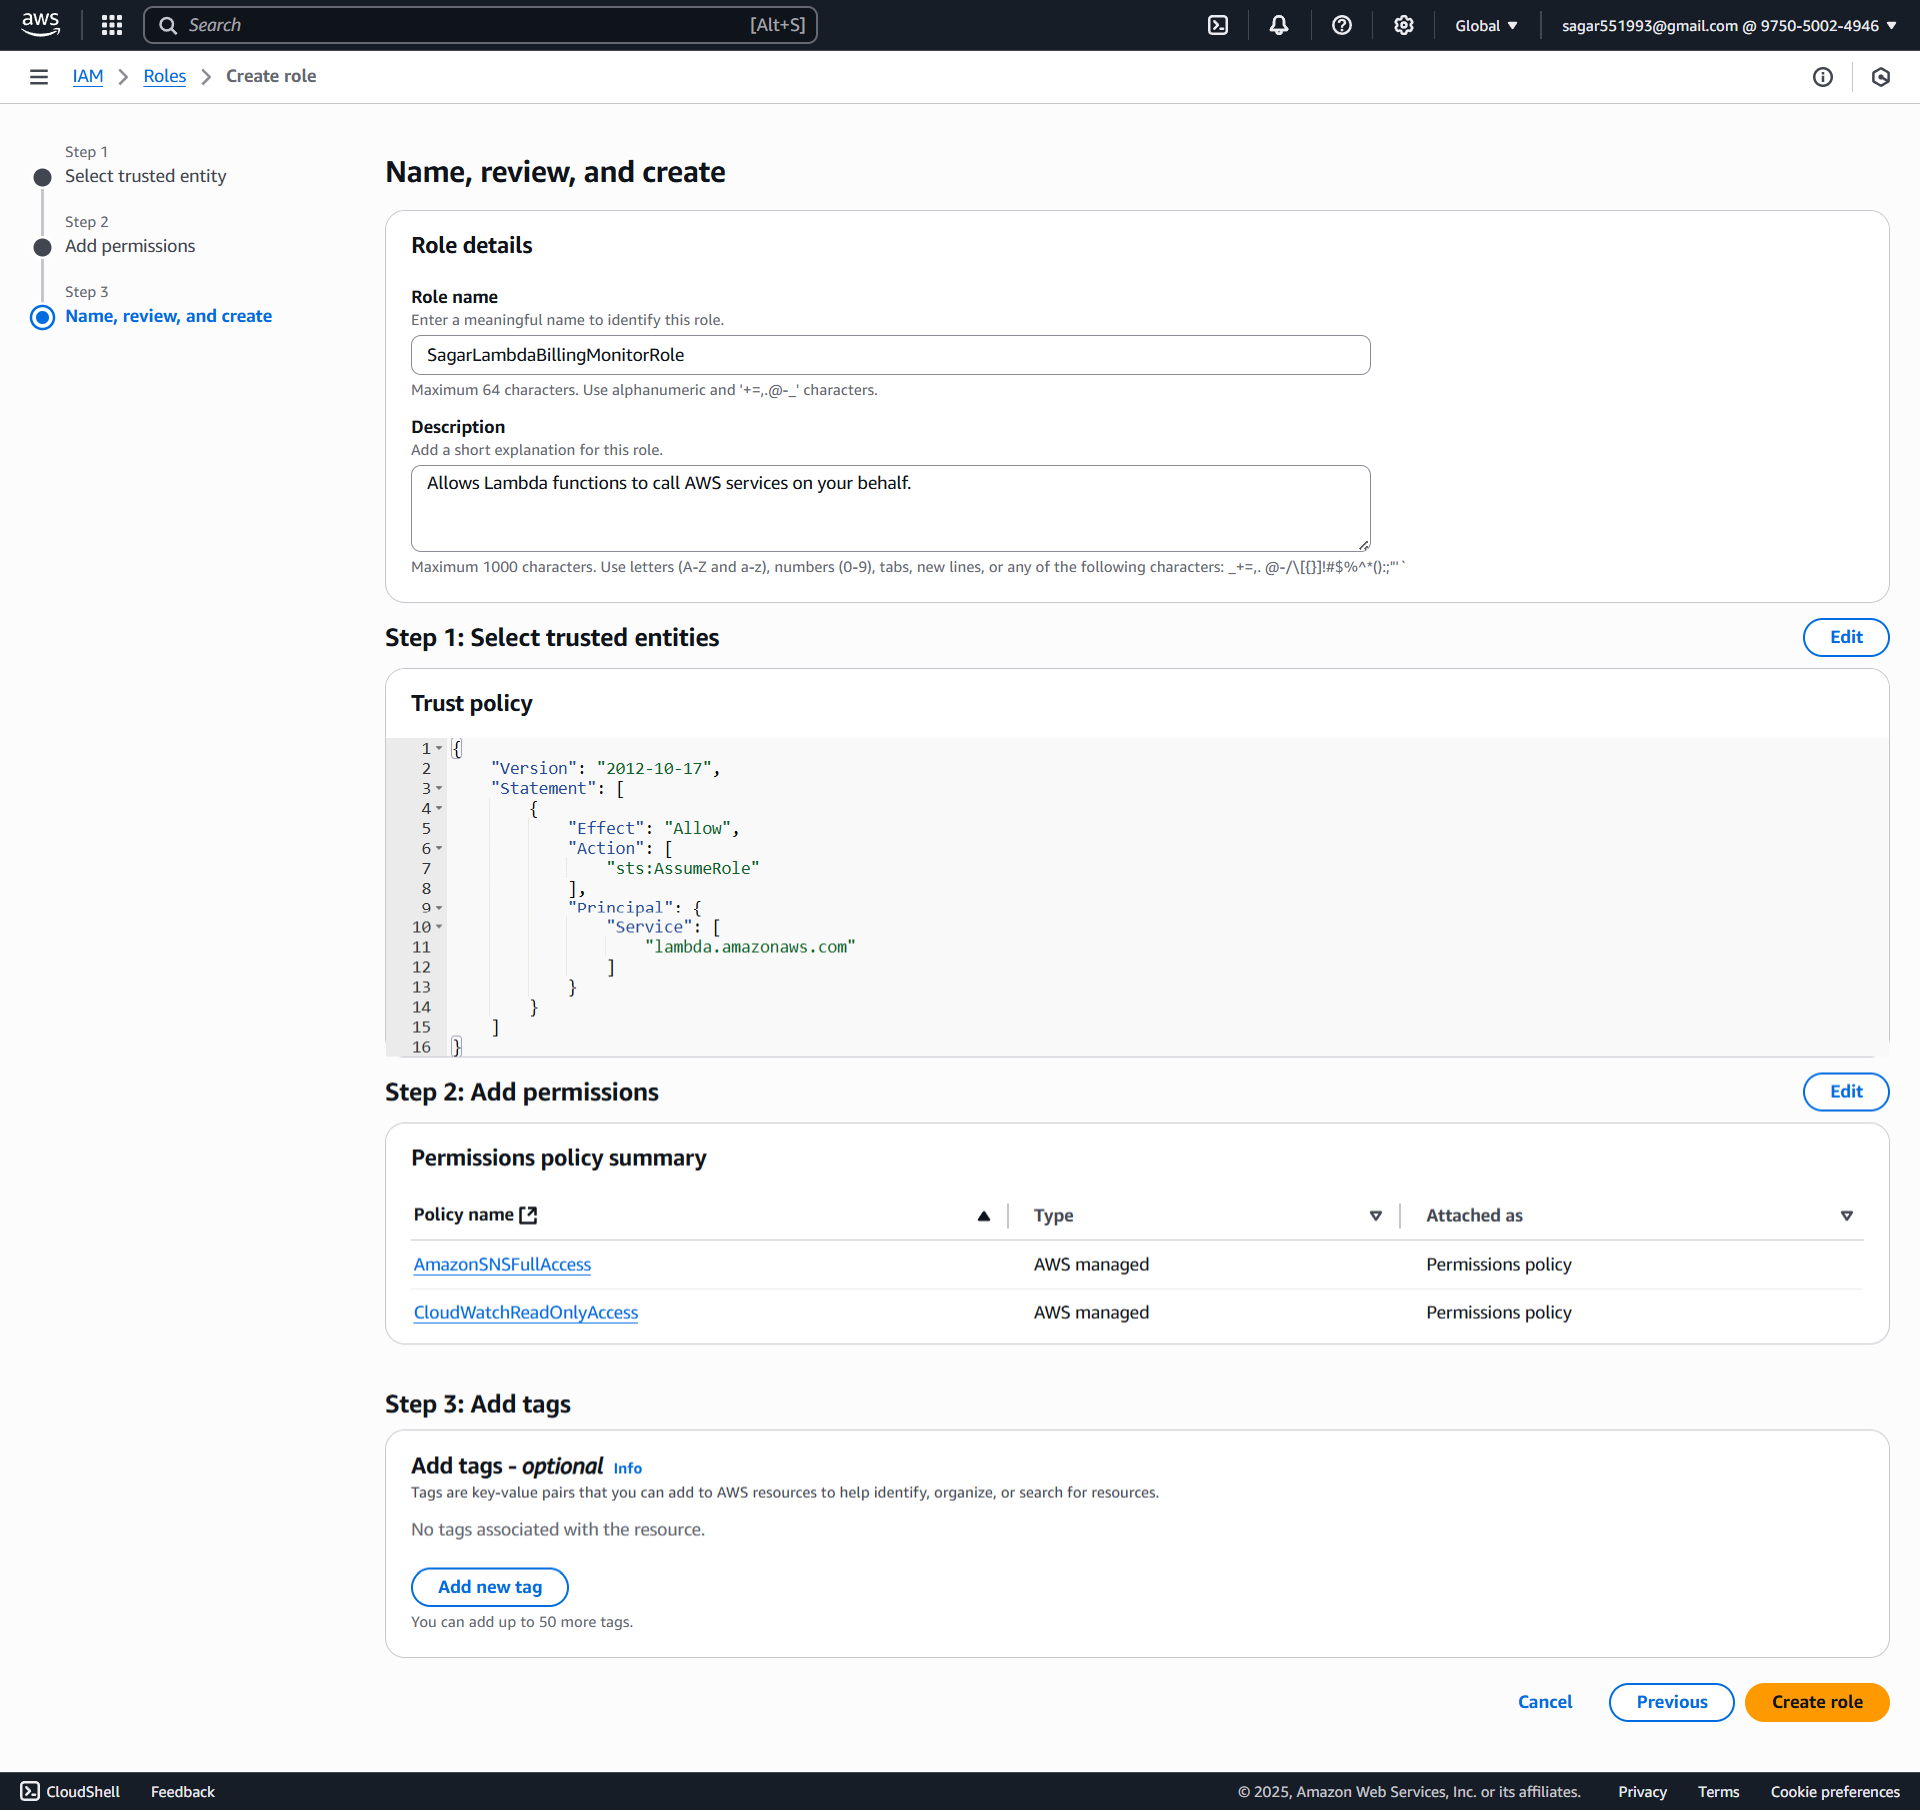 aws
Search [Alt+S]
Global
sagar551993@gmail.com @ 9750-5002-4946
IAM > Roles > Create role
Step 1
Select trusted entity
Step 2
Add permissions
Step 3
Name, review, and create
Name, review, and create
Role details
Role name
Enter a meaningful name to identify this role.
SagarLambdaBillingMonitorRole
Maximum 64 characters. Use alphanumeric and '+=,.@-_' characters.
Description
Add a short explanation for this role.
Allows Lambda functions to call AWS services on your behalf.
Maximum 1000 characters. Use letters (A-Z and a-z), numbers (0-9), tabs, new lines, or any of the following characters: _+=,. @-/\[{}]!#$%^*();:"'`
Step 1: Select trusted entities
Edit
Trust policy
1 {
2 "Version": "2012-10-17",
3 "Statement": [
4 {
5 "Effect": "Allow",
6 "Action": [
7 "sts:AssumeRole"
8 ],
9 "Principal": {
10 "Service": [
11 "lambda.amazonaws.com"
12 ]
13 }
14 }
15 ]
16 }
Step 2: Add permissions
Edit
Permissions policy summary
Policy name Type Attached as
AmazonSNSFullAccess AWS managed Permissions policy
CloudWatchReadOnlyAccess AWS managed Permissions policy
Step 3: Add tags
Add tags - optional Info
Tags are key-value pairs that you can add to AWS resources to help identify, organize, or search for resources.
No tags associated with the resource.
Add new tag
You can add up to 50 more tags.
Cancel Previous Create role
CloudShell Feedback © 2025, Amazon Web Services, Inc. or its affiliates. Privacy Terms Cookie preferences